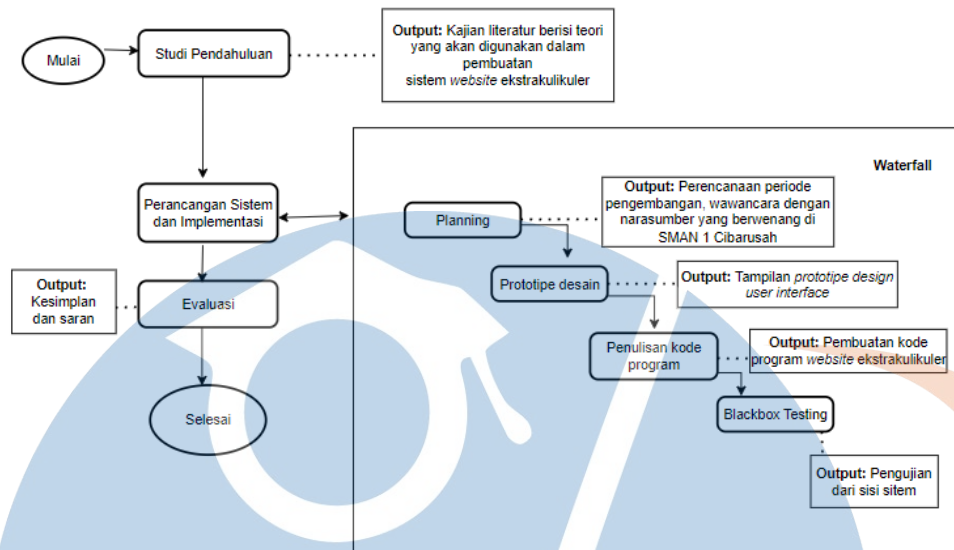 Mulai
Studi Pendahuluan
Output: Kajian literatur berisi teori
yang akan digunakan dalam
pembuatan
sistem website ekstrakulikuler
Waterfall
Perancangan Sistem
dan Implementasi
Planning
Output: Perencanaan periode
pengembangan, wawancara dengan
narasumber yang berwenang di
SMAN 1 Cibarusah
Output:
Kesimplan
dan saran
Evaluasi
Prototipe desain
Output: Tampilan prototipe design
user interface
Penulisan kode
program
Output: Pembuatan kode
program website ekstrakulikuler
Selesai
Blackbox Testing
Output: Pengujian
dari sisi sitem